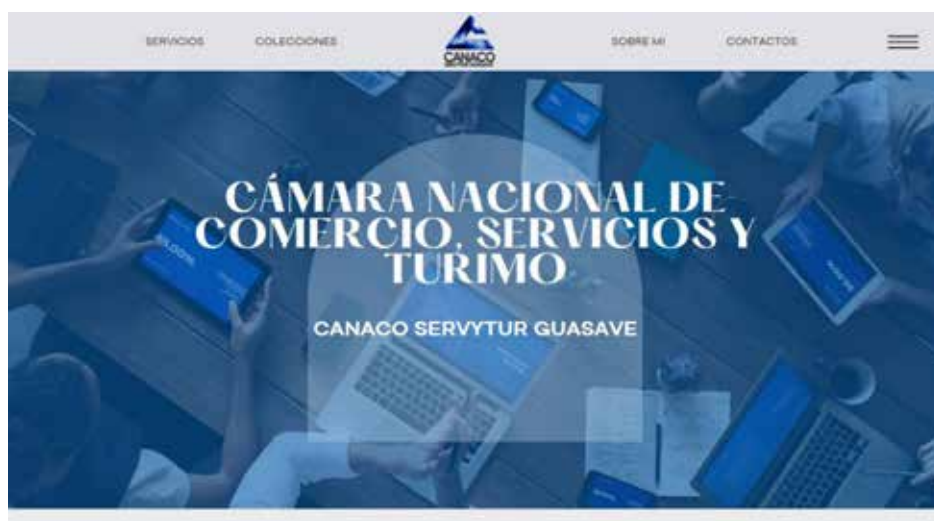 SERVICIOS
COLECCIONES
CANACO
SOBRE MI
CONTACTOS
CÁMARA NACIONAL DE
COMERCIO, SERVICIOS Y
TURIMO
CANACO SERVYTUR GUASAVE